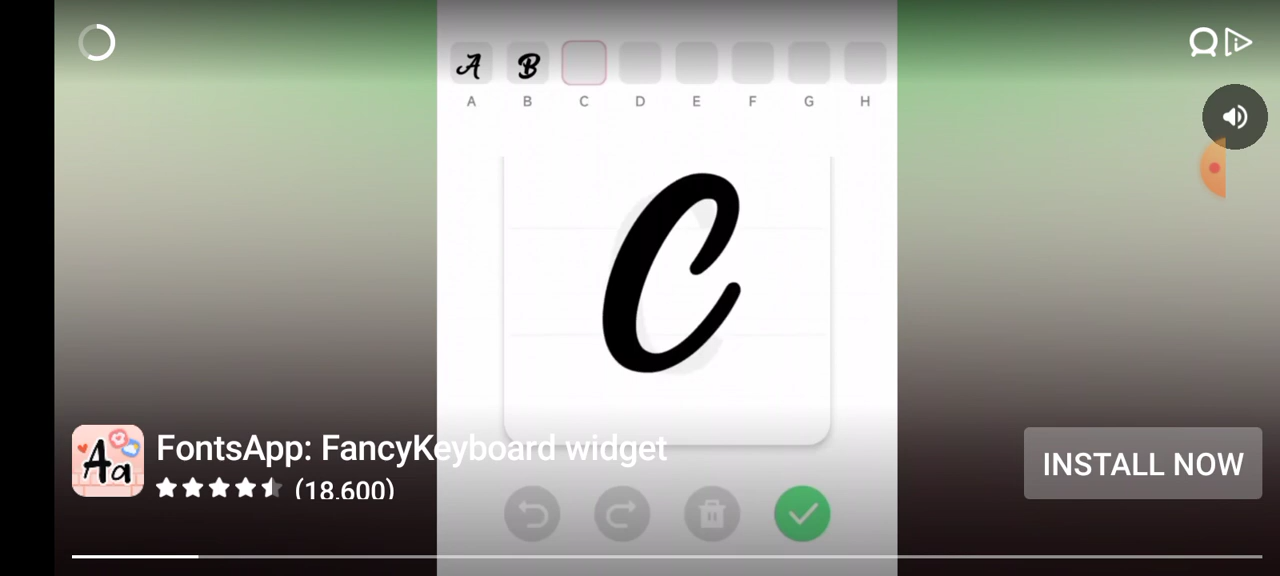 A B
A B C D E F G H
C
FontsApp: FancyKeyboard widget
(18,600)
INSTALL NOW
Aa